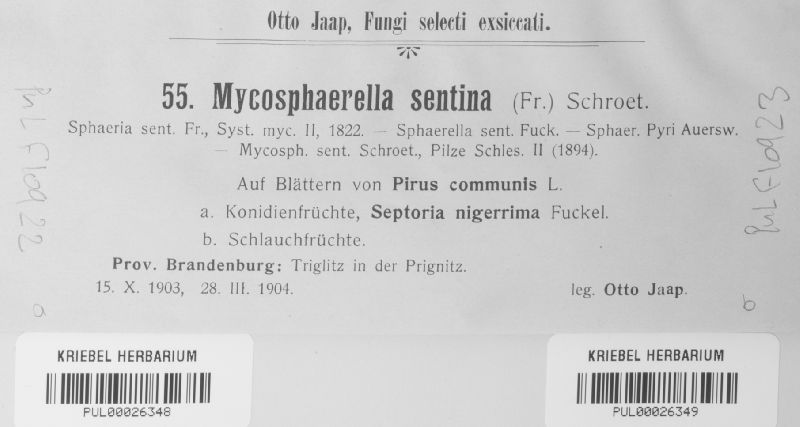 Otto Jaap, Fungi selecti exsiccati.
55. Mycosphaerella sentina (Fr.) Schroet.
Sphaeria sent. Fr., Syst. myc. II, 1822. — Sphaerella sent. Fuck. — Sphaer. Pyri Auersw.
— Mycosph. sent. Schroet., Pilze Schles. II (1894).
Auf Blättern von Pirus communis L.
a. Konidienfrüchte, Septoria nigerrima Fuckel.
b. Schlauchfrüchte.
Prov. Brandenburg: Triglitz in der Prignitz.
15. X. 1903, 28. III. 1904.
leg. Otto Jaap.
PuL F10922
a
PuL F10923
b
KRIEBEL HERBARIUM
PUL00026348
KRIEBEL HERBARIUM
PUL00026349